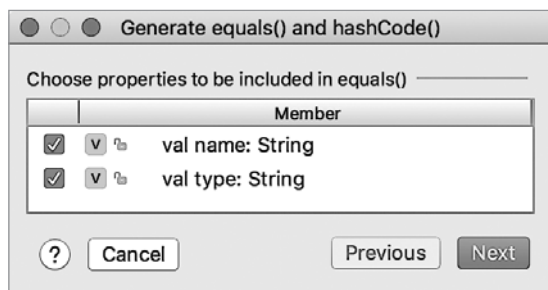 Generate equals() and hashCode()
Choose properties to be included in equals()
Member
V val name: String
V val type: String
? Cancel Previous Next